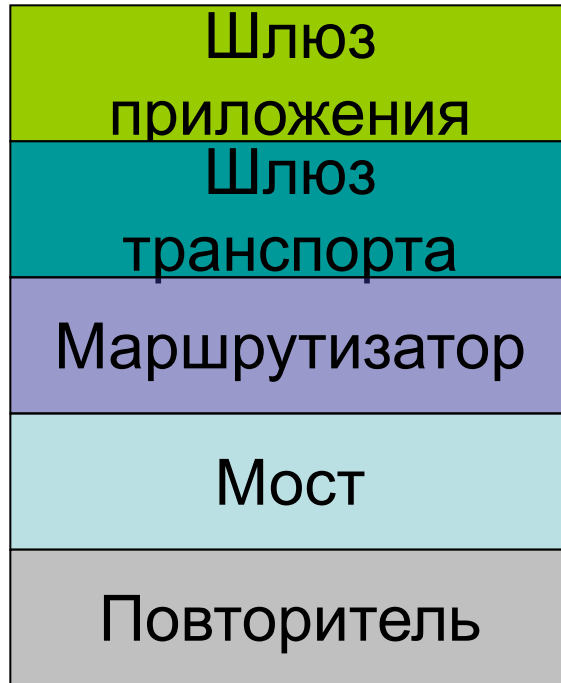 Шлюз
приложения
Шлюз
транспорта
Маршрутизатор
Мост
Повторитель